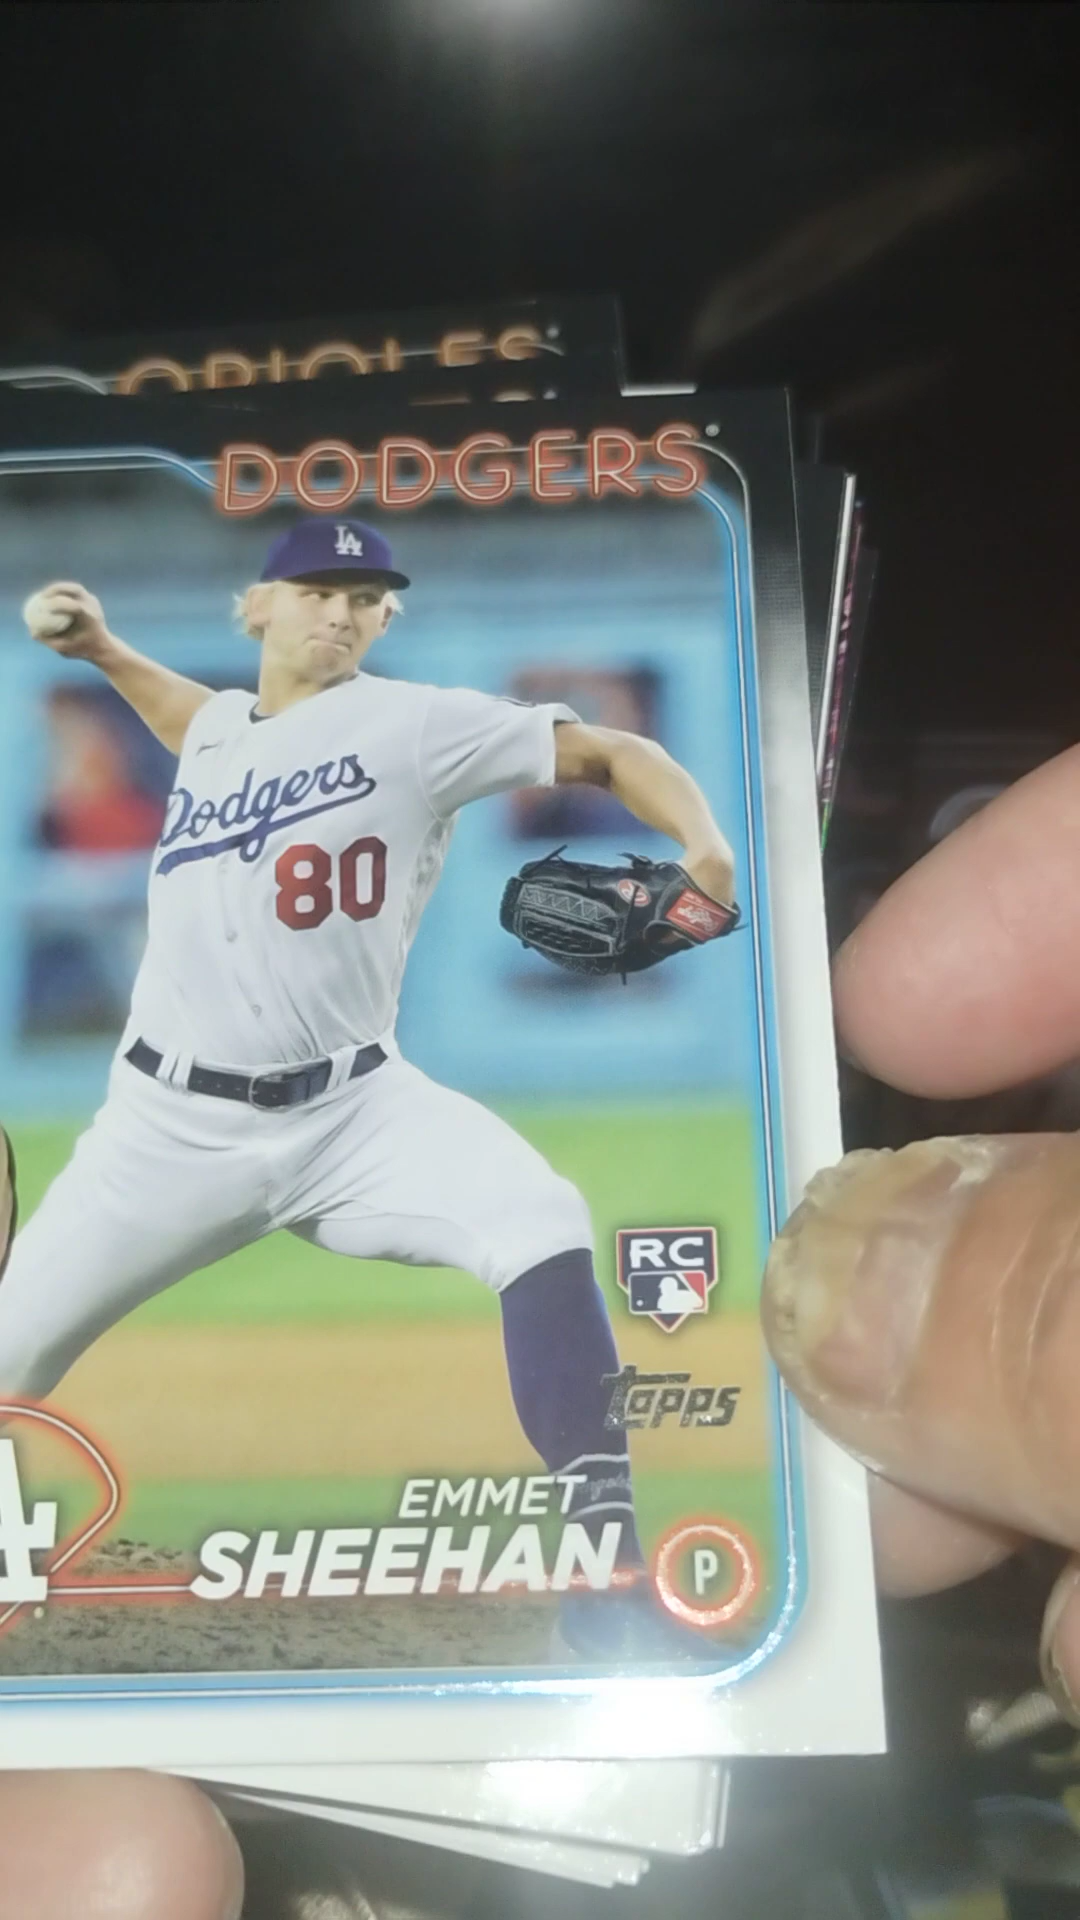 ORIOLES
DODGERS
LA
Dodgers
80
RC
Topps
EMMET
SHEEHAN
P